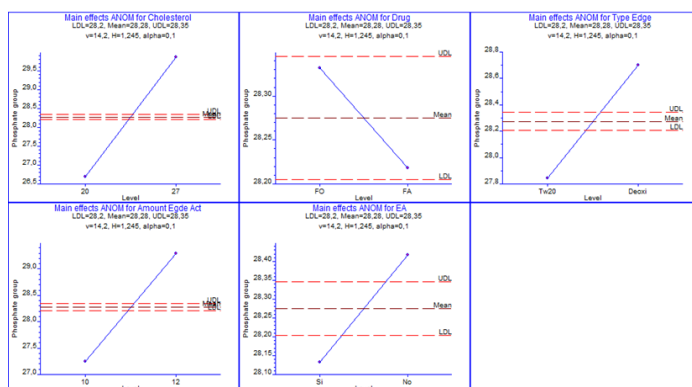 Main effects ANOM for Cholesterol
LDL=28,2, Mean=28,28, UDL=28,35
v=14,2, H=1,245, alpha=0,1
Phosphate group
29,5
29,0
28,5
28,0
27,5
27,0
26,5
UDL
Mean
20
27
Level
Main effects ANOM for Drug
LDL=28,2, Mean=28,28, UDL=28,35
v=14,2, H=1,245, alpha=0,1
Phosphate group
28,30
28,25
28,20
UDL
Mean
LDL
FO
FA
Level
Main effects ANOM for Type Edge
LDL=28,2, Mean=28,28, UDL=28,35
v=14,2, H=1,245, alpha=0,1
Phosphate group
28,8
28,6
28,4
28,2
28,0
27,8
UDL
Mean
LDL
Tw20
Deoxi
Level
Main effects ANOM for Amount Egde Act
LDL=28,2, Mean=28,28, UDL=28,35
v=14,2, H=1,245, alpha=0,1
Phosphate group
29,0
28,5
28,0
27,5
27,0
UDL
Mean
LDL
10
12
Level
Main effects ANOM for EA
LDL=28,2, Mean=28,28, UDL=28,35
v=14,2, H=1,245, alpha=0,1
Phosphate group
28,40
28,35
28,30
28,25
28,20
28,15
28,10
UDL
Mean
LDL
Si
No
Level